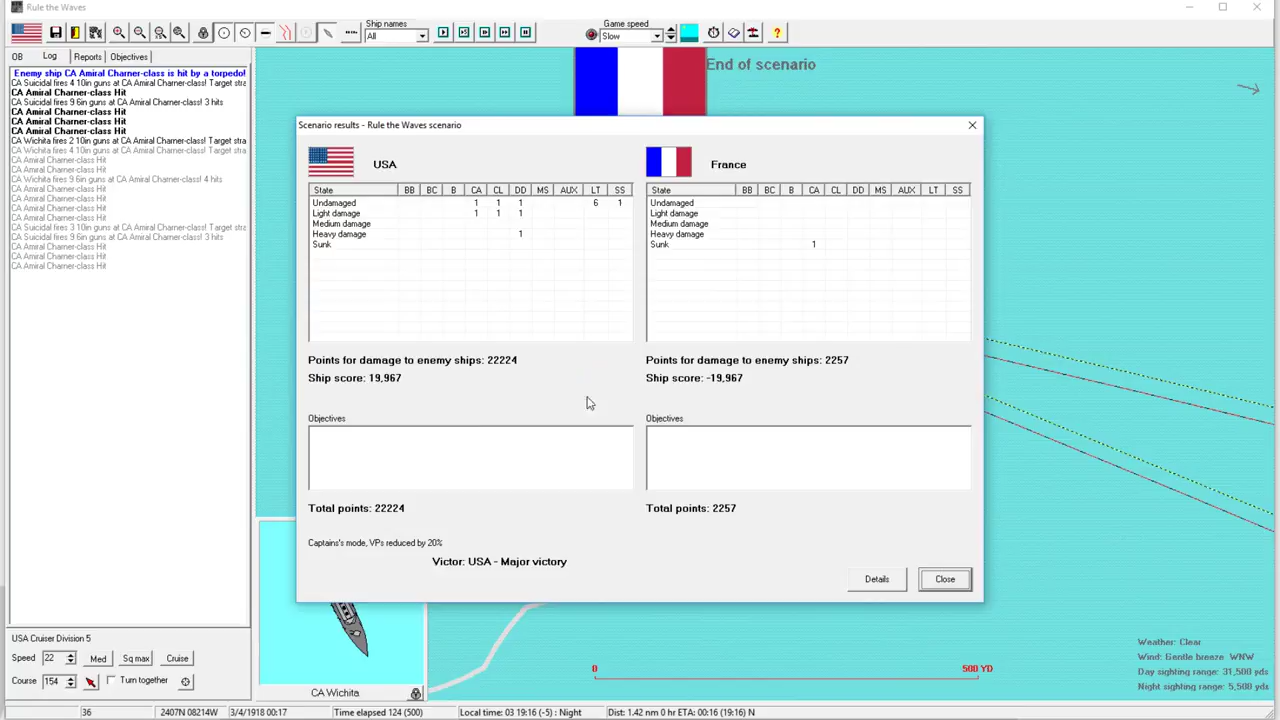 Rule the Waves
Ship names
All
Game speed
Slow
End of scenario
OB
Log
Reports
Objectives
Enemy ship CA Amiral Charner-class is hit by a torpedo!
CA Suicidal fires 4 10in guns at CA Amiral Charner-class! Target stra
CA Amiral Charner-class Hit
CA Suicidal fires 9 6in guns at CA Amiral Charner-class! 3 hits
CA Amiral Charner-class Hit
CA Amiral Charner-class Hit
CA Amiral Charner-class Hit
CA Wichita fires 2 10in guns at CA Amiral Charner-class! Target stra
CA Wichita fires 4 10in guns at CA Amiral Charner-class! Target stra
CA Amiral Charner-class Hit
CA Amiral Charner-class Hit
CA Wichita fires 9 6in guns at CA Amiral Charner-class! 4 hits
CA Amiral Charner-class Hit
CA Amiral Charner-class Hit
CA Amiral Charner-class Hit
CA Amiral Charner-class Hit
CA Suicidal fires 3 10in guns at CA Amiral Charner-class! Target stra
CA Suicidal fires 9 6in guns at CA Amiral Charner-class! 3 hits
CA Amiral Charner-class Hit
CA Amiral Charner-class Hit
CA Amiral Charner-class Hit
Scenario results - Rule the Waves scenario
USA
State BB BC B CA CL DD MS AUX LT SS
Undamaged 1 1 1 6 1
Light damage 1 1 1
Medium damage
Heavy damage 1
Sunk
Points for damage to enemy ships: 22224
Ship score: 19,967
Objectives
Total points: 22224
France
State BB BC B CA CL DD MS AUX LT SS
Undamaged
Light damage
Medium damage
Heavy damage
Sunk 1
Points for damage to enemy ships: 2257
Ship score: -19,967
Objectives
Total points: 2257
Captains's mode, VPs reduced by 20%
Victor: USA - Major victory
Details
Close
USA Cruiser Division 5
Speed 22 Med Sq max Cruise
Course 154 Turn together
CA Wichita
0 500 YD
Weather: Clear
Wind: Gentle breeze WNW
Day sighting range: 31,500 yds
Night sighting range: 5,500 yds
36 2407N 08214W 3/4/1918 00:17 Time elapsed 124 (500) Local time: 03 19:16 (-5) : Night Dist: 1.42 nm 0 hr ETA: 00:16 (19:16) N